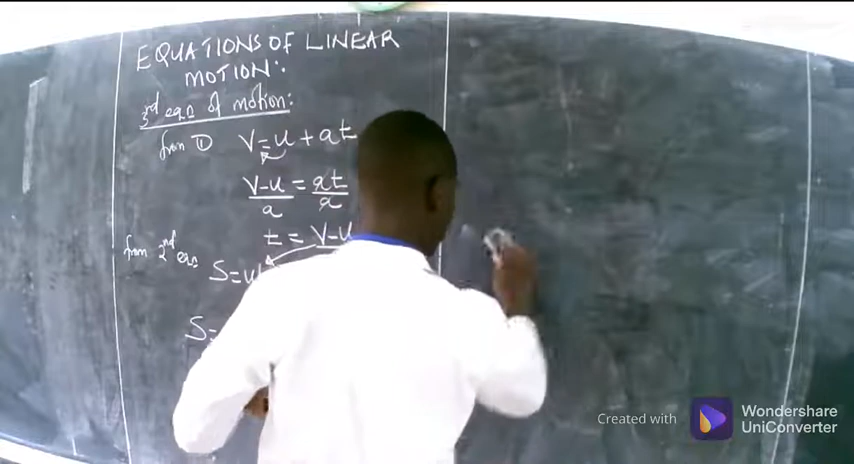 EQUATIONS OF LINEAR
MOTION:
3rd eqn of motion:
from ① V = u + at
V-u = at
a a
t = V-u
from 2nd eqn
S = u
S =
Created with
Wondershare
UniConverter